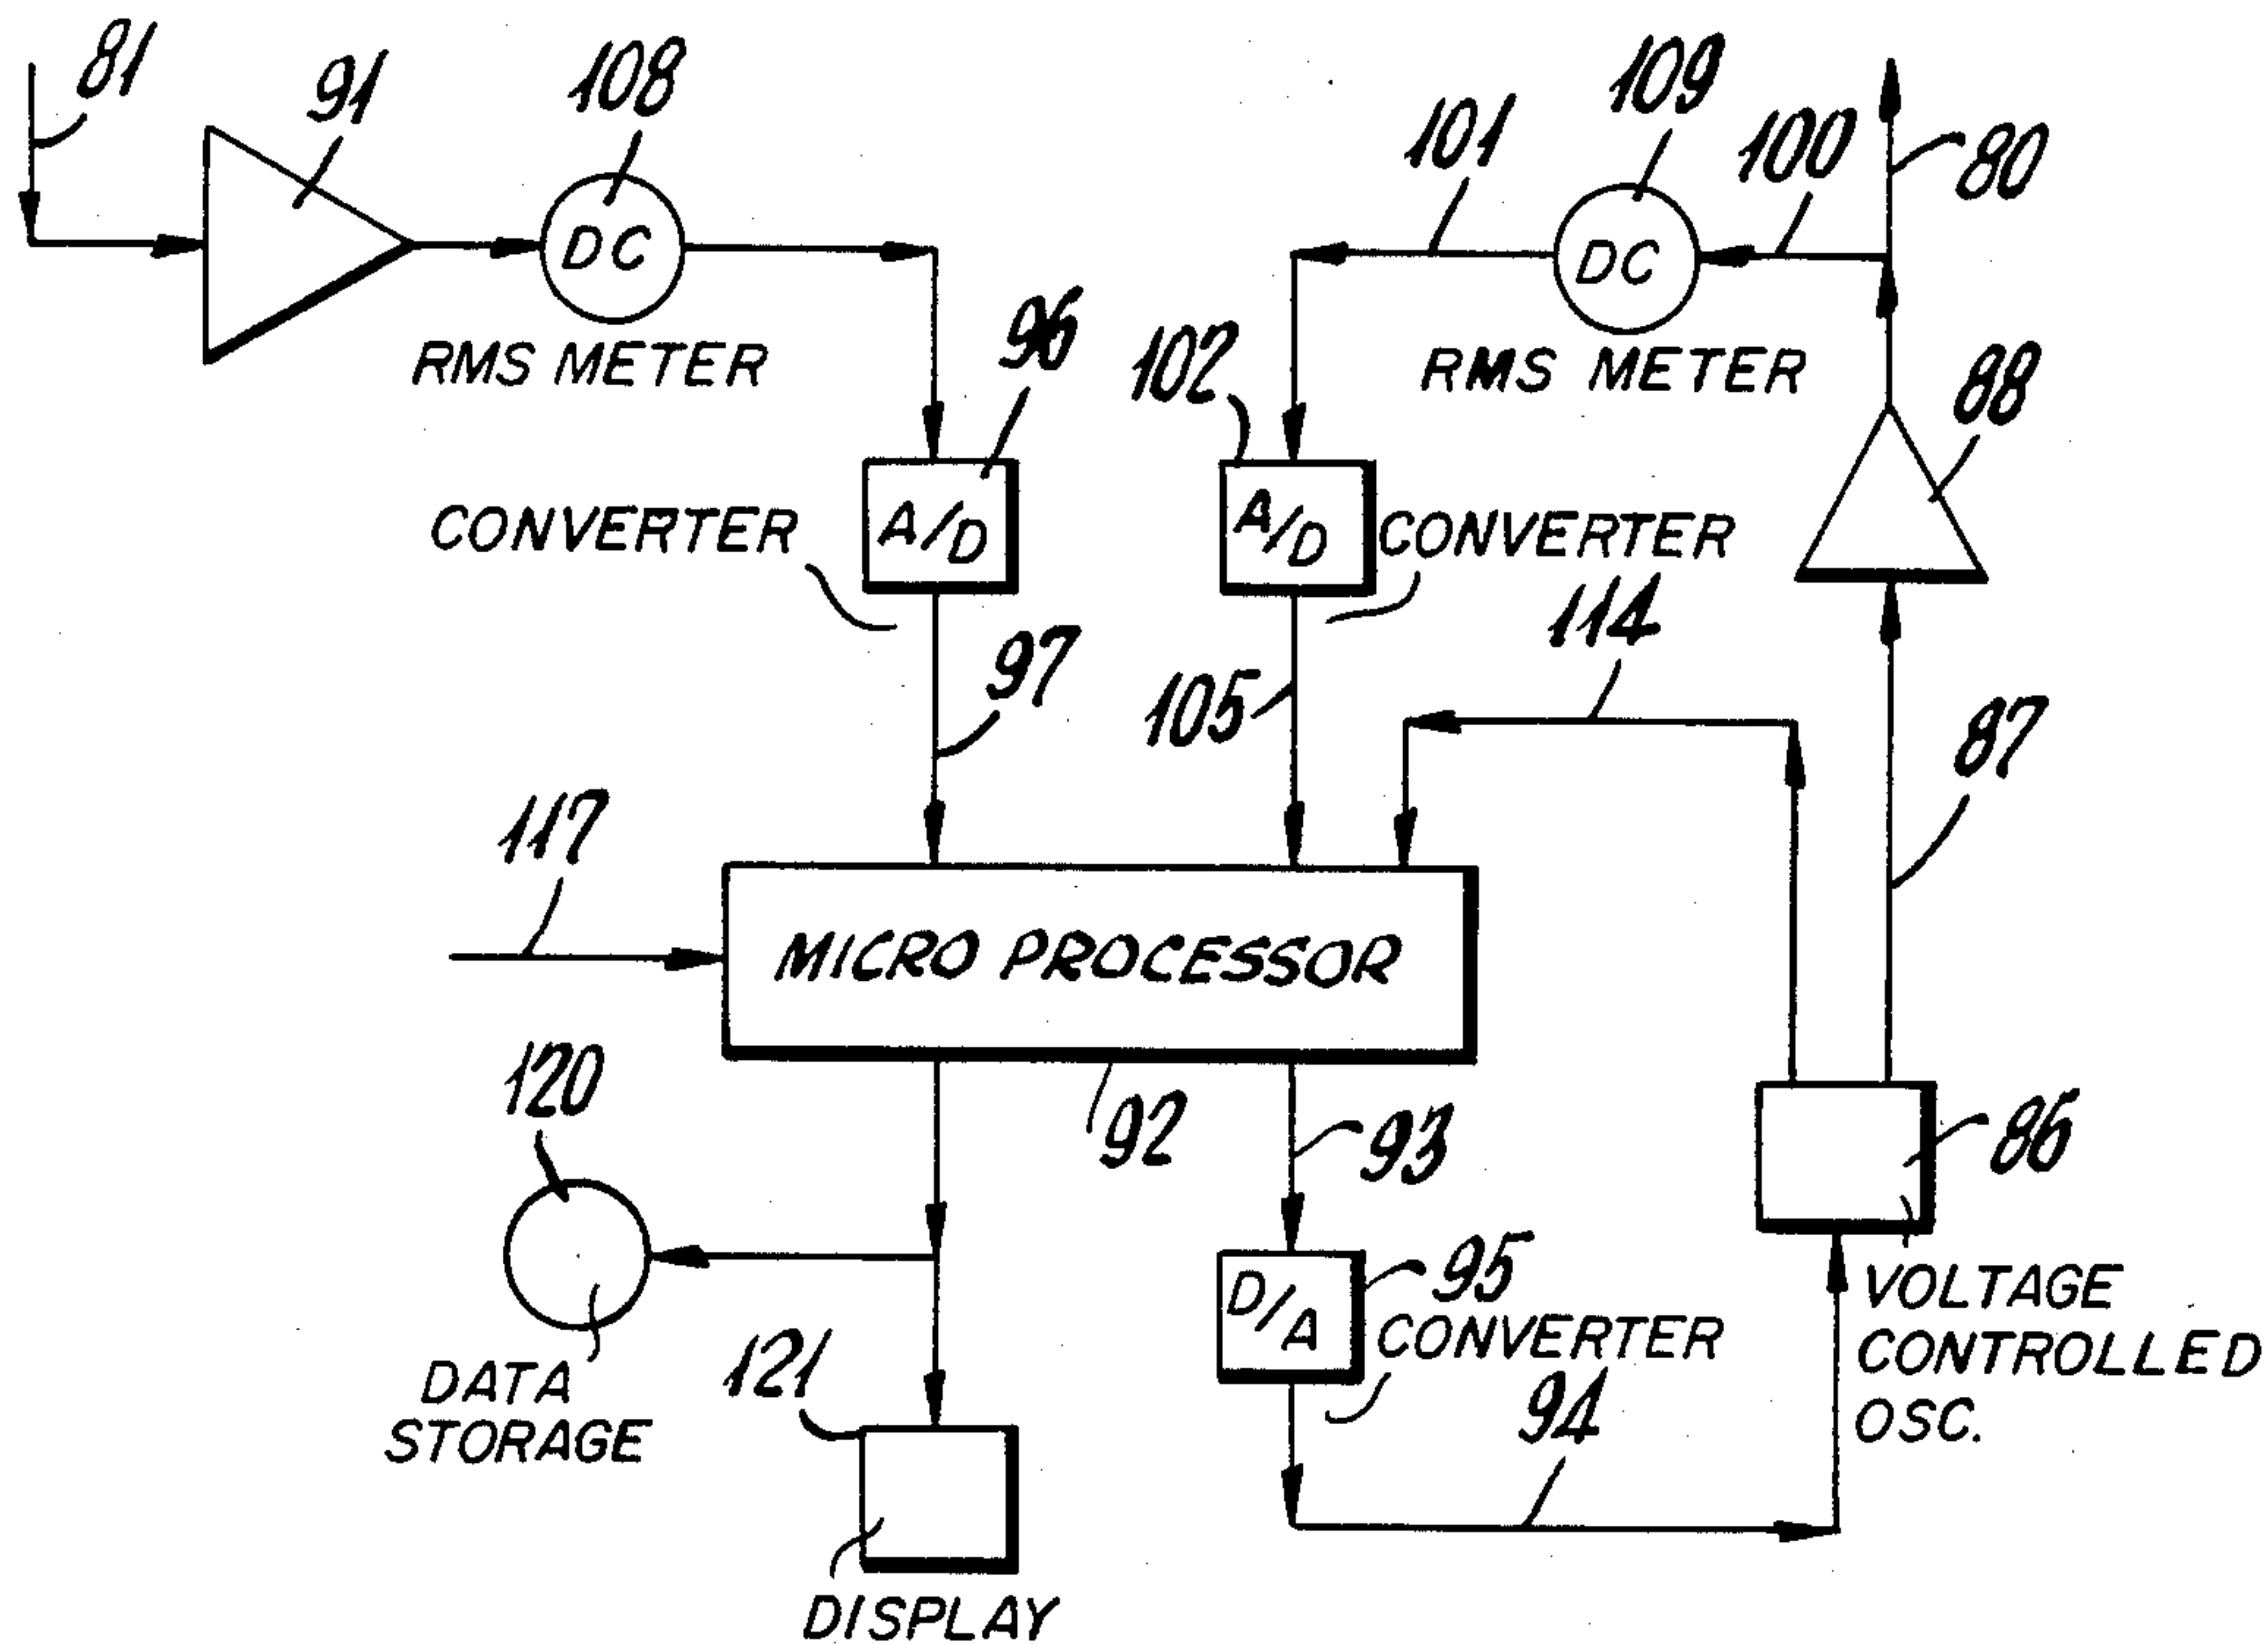 81
91
108
109
101
100
80
DC
DC
RMS METER
RMS METER
96
102
88
A/D
A/D
CONVERTER
CONVERTER
114
97
105
87
117
MICRO PROCESSOR
120
92
93
86
95
D/A
CONVERTER
VOLTAGE
CONTROLLED
OSC.
DATA
STORAGE
121
94
DISPLAY